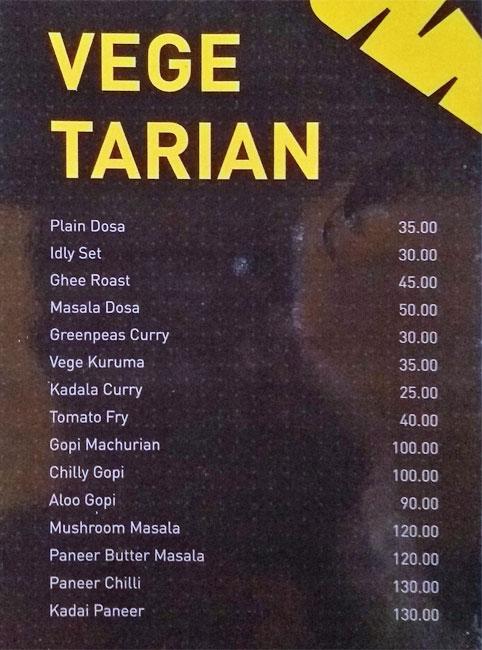 VEGE
TARIAN
Plain Dosa 35.00
Idly Set 30.00
Ghee Roast 45.00
Masala Dosa 50.00
Greenpeas Curry 30.00
Vege Kuruma 35.00
Kadala Curry 25.00
Tomato Fry 40.00
Gopi Machurian 100.00
Chilly Gopi 100.00
Aloo Gopi 90.00
Mushroom Masala 120.00
Paneer Butter Masala 120.00
Paneer Chilli 130.00
Kadai Paneer 130.00